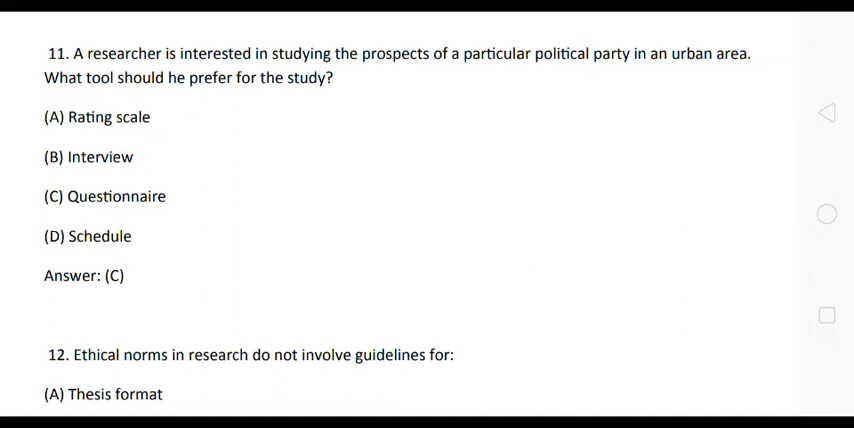 11. A researcher is interested in studying the prospects of a particular political party in an urban area.
What tool should he prefer for the study?
(A) Rating scale
(B) Interview
(C) Questionnaire
(D) Schedule
Answer: (C)
12. Ethical norms in research do not involve guidelines for:
(A) Thesis format